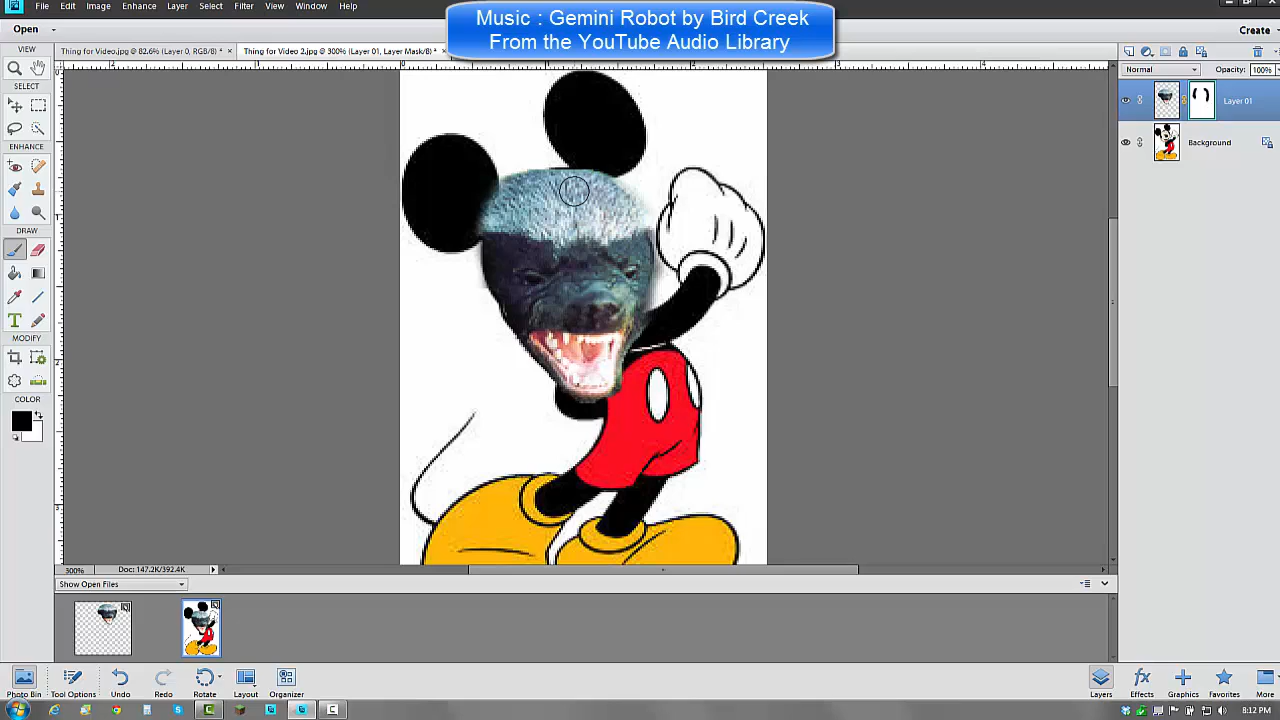 Music : Gemini Robot by Bird Creek
From the YouTube Audio Library
File Edit Image Enhance Layer Select Filter View Window Help
Open
Create
VIEW
Thing for Video.jpg @ 82.6% (Layer 0, RGB/8) * ×
Thing for Video 2.jpg @ 300% (Layer 01, Layer Mask/8) *
SELECT
ENHANCE
DRAW
MODIFY
COLOR
Normal
Opacity: 100%
Layer 01
Background
300%
Doc: 147.2K/392.4K
Show Open Files
Photo Bin
Tool Options
Undo
Redo
Rotate
Layout
Organizer
Layers
Effects
Graphics
Favorites
More
8:12 PM